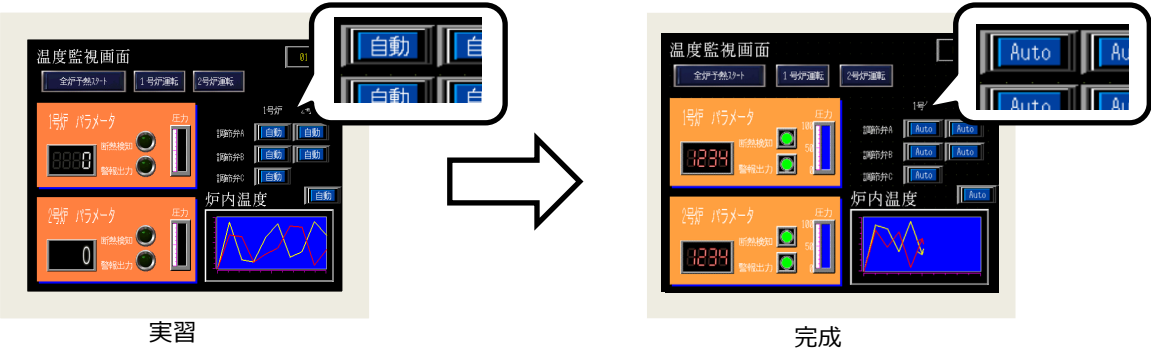 自動
自
自動
自
温度監視画面
01
全炉予熱スタート
1号炉運転
2号炉運転
1号炉 パラメータ
圧力
断熱検知
警報出力
0
1号炉
調節弁A
自動
自動
調節弁B
自動
自動
調節弁C
自動
自動
2号炉 パラメータ
圧力
断熱検知
警報出力
0
炉内温度
実習
Auto
Au
Auto
Au
温度監視画面
全炉予熱スタート
1号炉運転
2号炉運転
1号炉 パラメータ
圧力
100
50
0
断熱検知
警報出力
1234
調節弁A
Auto
Auto
調節弁B
Auto
Auto
調節弁C
Auto
Auto
2号炉 パラメータ
圧力
100
50
0
断熱検知
警報出力
1234
炉内温度
完成